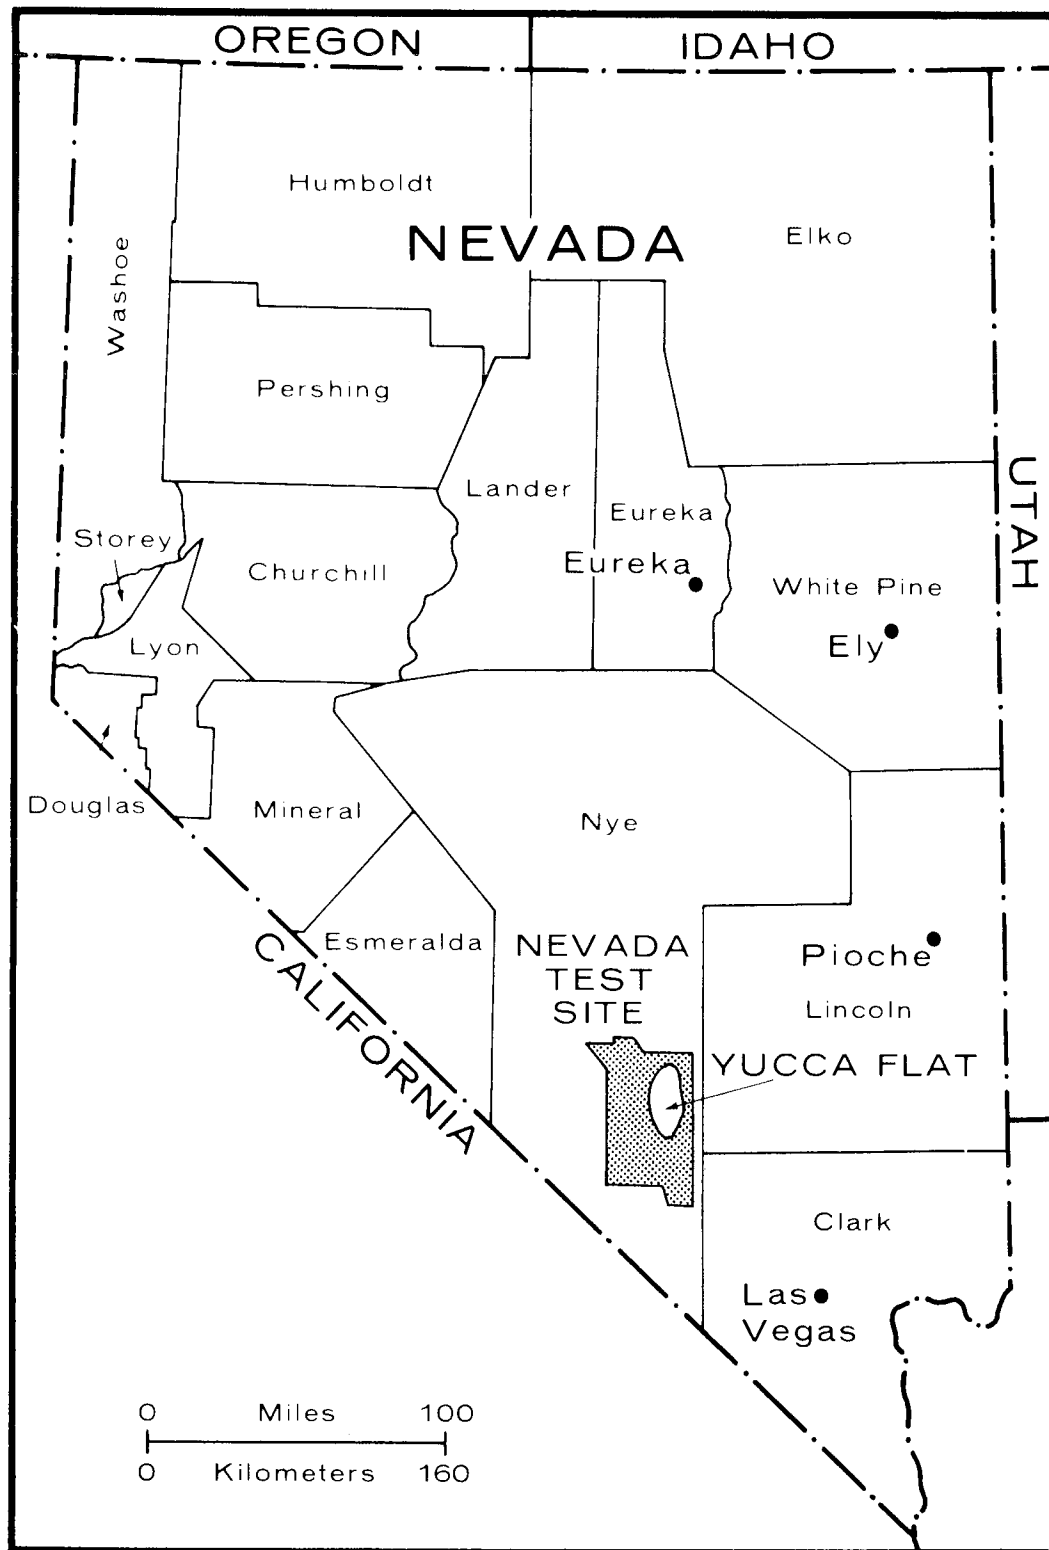 OREGON
IDAHO
Humboldt
NEVADA
Elko
Washoe
Pershing
UTAH
Lander
Eureka
Storey
Eureka
Churchill
White Pine
Ely
Lyon
Douglas
Mineral
Nye
Esmeralda
CALIFORNIA
NEVADA
TEST
SITE
Pioche
Lincoln
YUCCA FLAT
Clark
Las
Vegas
0 Miles 100
0 Kilometers 160